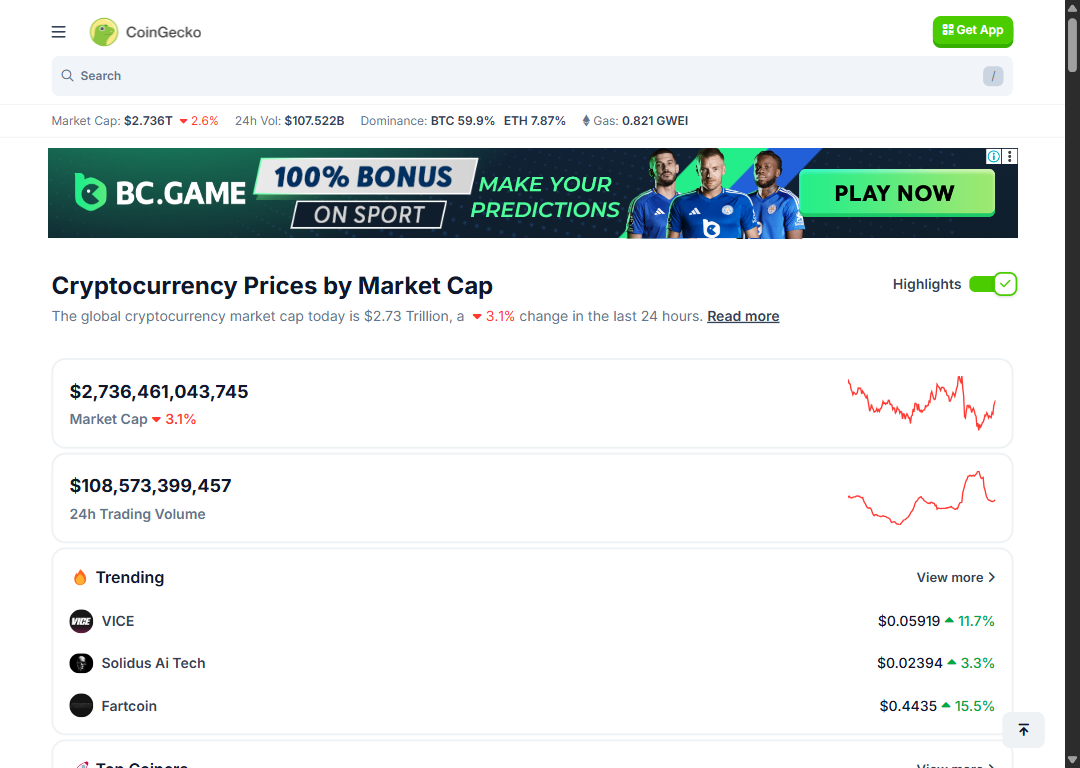 CoinGecko
Get App
Search
/
Market Cap: $2.736T 2.6% 24h Vol: $107.522B Dominance: BTC 59.9% ETH 7.87% Gas: 0.821 GWEI
BC.GAME
100% BONUS
ON SPORT
MAKE YOUR
PREDICTIONS
PLAY NOW
Cryptocurrency Prices by Market Cap
Highlights
The global cryptocurrency market cap today is $2.73 Trillion, a 3.1% change in the last 24 hours. Read more
$2,736,461,043,745
Market Cap 3.1%
$108,573,399,457
24h Trading Volume
Trending
View more
VICE
VICE
$0.05919 11.7%
Solidus Ai Tech
$0.02394 3.3%
Fartcoin
$0.4435 15.5%
Top Gainers
View more